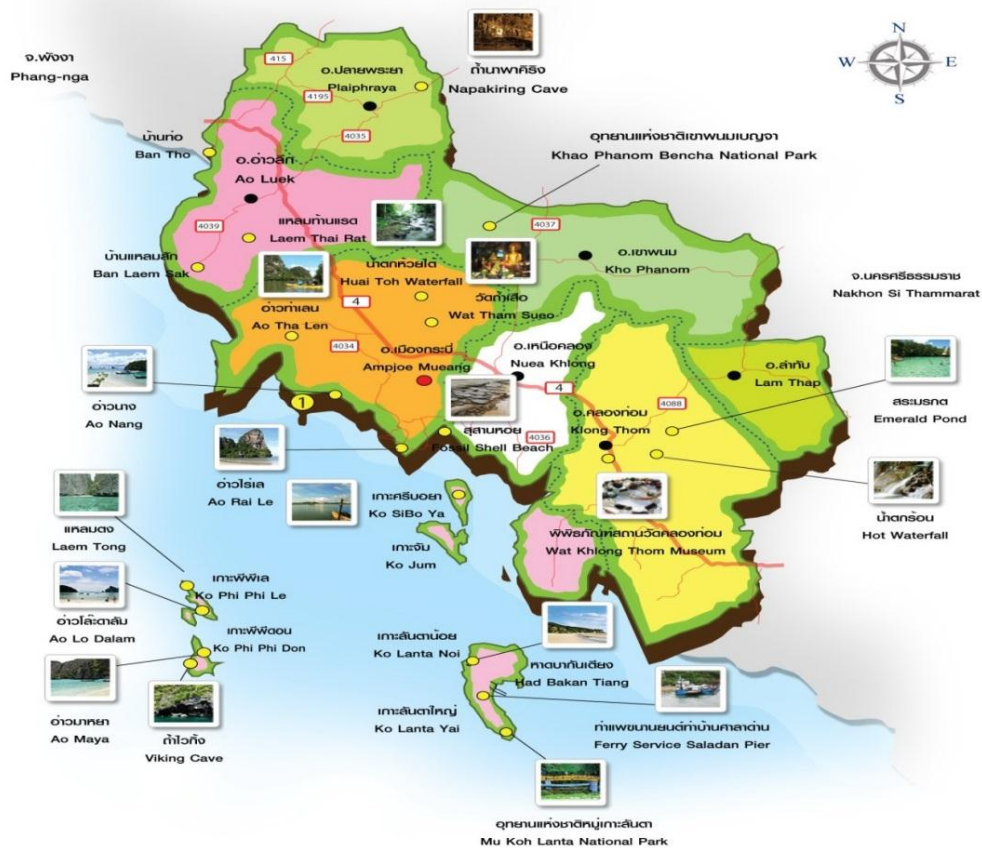 N
W E
S
จ.พังงา
Phang-nga
415
อ.ปลายพระยา
Plaiphraya
4195
4035
ถ้ำนาพาคิริง
Napakiring Cave
บ้านท่อ
Ban Tho
อ.อ่าวลึก
Ao Luek
อุทยานแห่งชาติเขาพนมเบญจา
Khao Phanom Bencha National Park
4039
แหลมท้านแรด
Laem Thai Rat
4037
บ้านแหลมสัก
Ban Laem Sak
น้ำตกห้วยโต้
Huai Toh Waterfall
อ.เขาพนม
Kho Phanom
จ.นครศรีธรรมราช
Nakhon Si Thammarat
อ่าวท่าเลน
Ao Tha Len
4
วัดถ้ำเสือ
Wat Tham Sueo
4034
อ.เมืองกระบี่
Ampjoe Mueang
อ.เหนือคลอง
Nuea Khlong
4
อ.ลำทับ
Lam Thap
สระมรกต
Emerald Pond
อ่าวนาง
Ao Nang
1
4088
อ.คลองท่อม
Klong Thom
สุสานหอย
Fossil Shell Beach
4036
อ่าวไร่เล
Ao Rai Le
เกาะศรีบอยา
Ko SiBo Ya
น้ำตกร้อน
Hot Waterfall
แหลมตง
Laem Tong
เกาะจัม
Ko Jum
พิพิธภัณฑ์สถานวัดคลองท่อม
Wat Khlong Thom Museum
เกาะพีพีเล
Ko Phi Phi Le
อ่าวโล๊ะดาลัม
Ao Lo Dalam
เกาะพีพีดอน
Ko Phi Phi Don
เกาะลันตาน้อย
Ko Lanta Noi
หาดบากันเตียง
Had Bakan Tiang
อ่าวมาหยา
Ao Maya
ถ้ำไวกิ้ง
Viking Cave
เกาะลันตาใหญ่
Ko Lanta Yai
ท่าแพขนานยนต์ท่าบ้านศาลาด่าน
Ferry Service Saladan Pier
อุทยานแห่งชาติหมู่เกาะลันตา
Mu Koh Lanta National Park